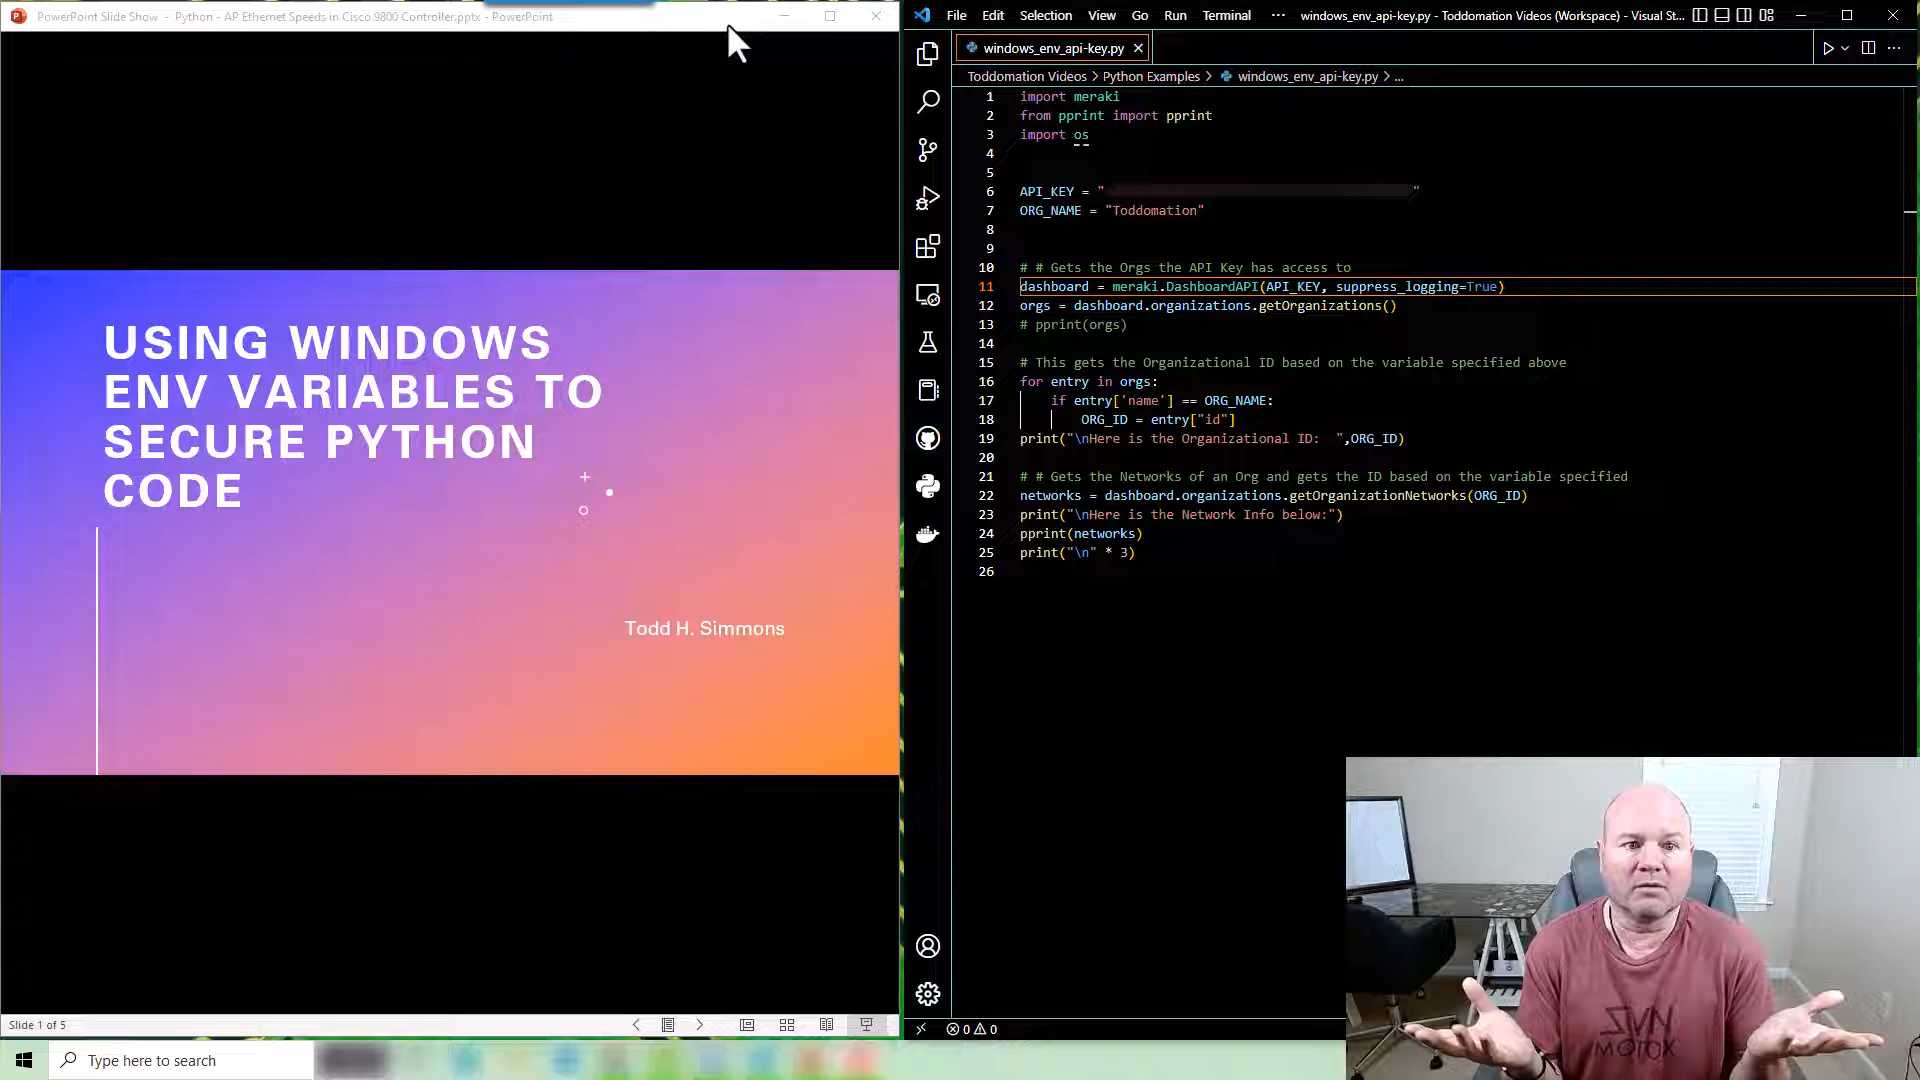 PowerPoint Slide Show - Python - AP Ethernet Speeds in Cisco 9800 Controller.pptx - PowerPoint
USING WINDOWS
ENV VARIABLES TO
SECURE PYTHON
CODE
Todd H. Simmons
Slide 1 of 5
Type here to search
File Edit Selection View Go Run Terminal ··· windows_env_api-key.py - Toddomation Videos (Workspace) - Visual St...
windows_env_api-key.py
Toddomation Videos > Python Examples > windows_env_api-key.py > ...
1 import meraki
2 from pprint import pprint
3 import os
4
5
6 API_KEY = " "
7 ORG_NAME = "Toddomation"
8
9
10 # # Gets the Orgs the API Key has access to
11 dashboard = meraki.DashboardAPI(API_KEY, suppress_logging=True)
12 orgs = dashboard.organizations.getOrganizations()
13 # pprint(orgs)
14
15 # This gets the Organizational ID based on the variable specified above
16 for entry in orgs:
17 if entry['name'] == ORG_NAME:
18 ORG_ID = entry["id"]
19 print("\nHere is the Organizational ID:  ",ORG_ID)
20
21 # # Gets the Networks of an Org and gets the ID based on the variable specified
22 networks = dashboard.organizations.getOrganizationNetworks(ORG_ID)
23 print("\nHere is the Network Info below:")
24 pprint(networks)
25 print("\n" * 3)
26
0 0